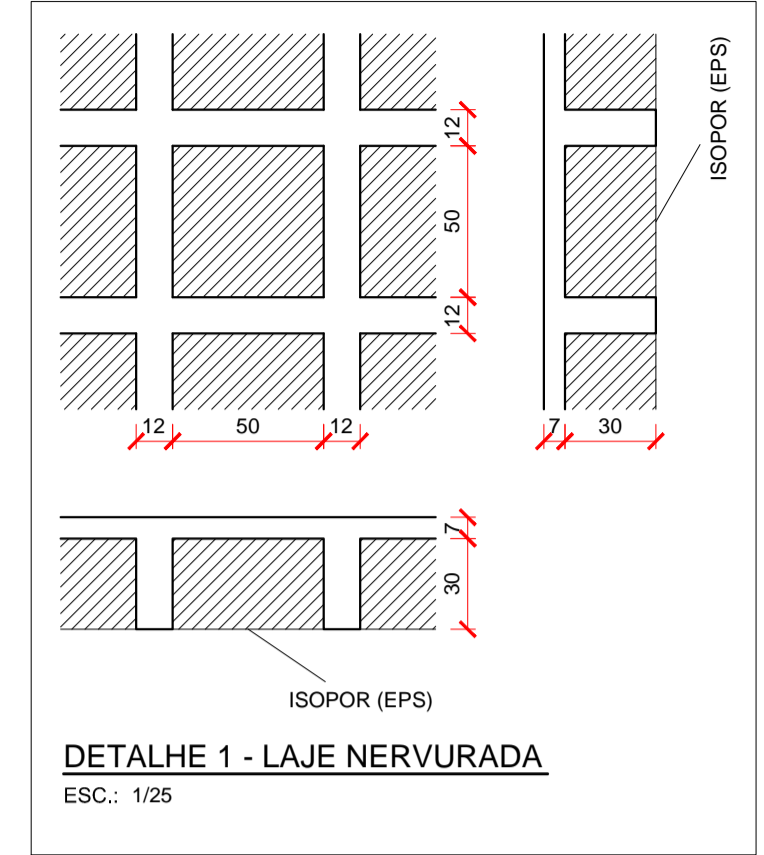 ISOPOR (EPS)
12
50
12
12 50 12
7 30
7
30
ISOPOR (EPS)
DETALHE 1 - LAJE NERVURADA
ESC.: 1/25